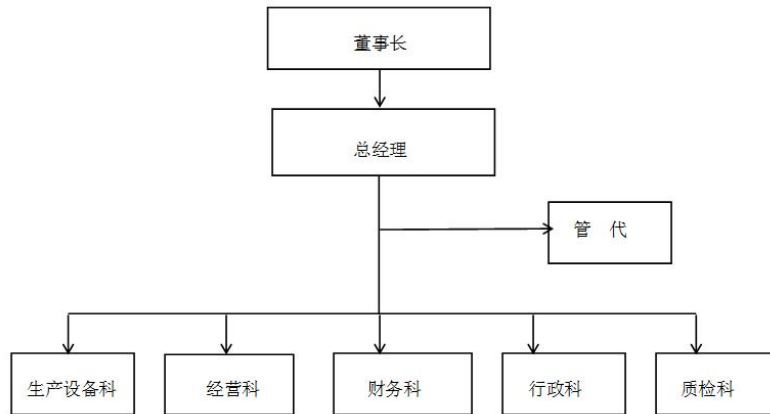 董事长
总经理
管 代
生产设备科
经营科
财务科
行政科
质检科